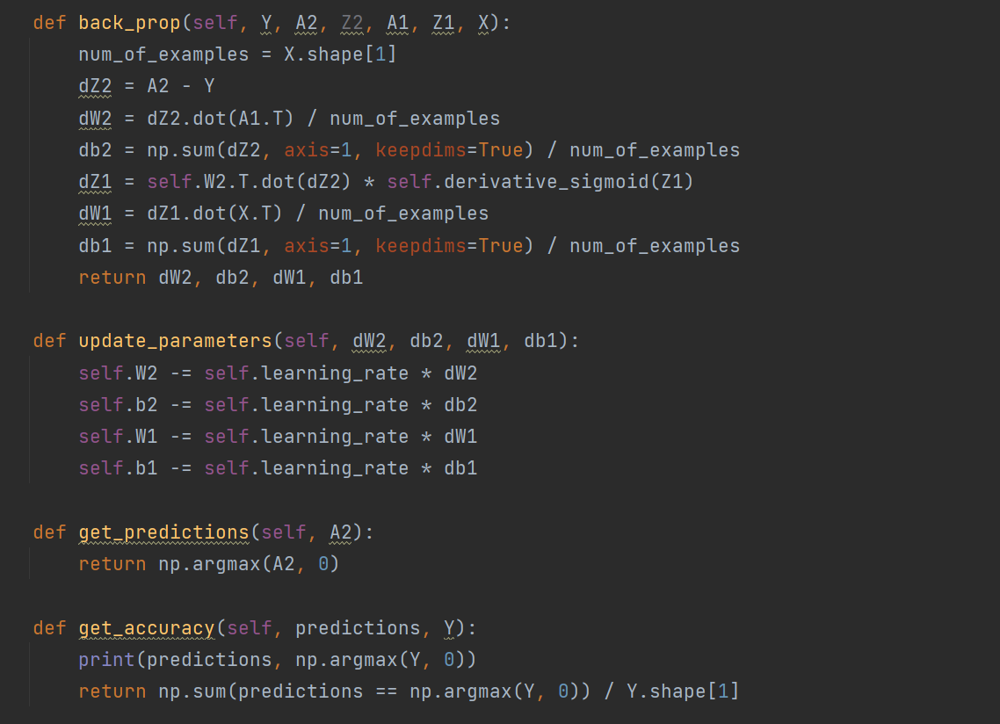 def back_prop(self, Y, A2, Z2, A1, Z1, X):
    num_of_examples = X.shape[1]
    dZ2 = A2 - Y
    dW2 = dZ2.dot(A1.T) / num_of_examples
    db2 = np.sum(dZ2, axis=1, keepdims=True) / num_of_examples
    dZ1 = self.W2.T.dot(dZ2) * self.derivative_sigmoid(Z1)
    dW1 = dZ1.dot(X.T) / num_of_examples
    db1 = np.sum(dZ1, axis=1, keepdims=True) / num_of_examples
    return dW2, db2, dW1, db1

def update_parameters(self, dW2, db2, dW1, db1):
    self.W2 -= self.learning_rate * dW2
    self.b2 -= self.learning_rate * db2
    self.W1 -= self.learning_rate * dW1
    self.b1 -= self.learning_rate * db1

def get_predictions(self, A2):
    return np.argmax(A2, 0)

def get_accuracy(self, predictions, Y):
    print(predictions, np.argmax(Y, 0))
    return np.sum(predictions == np.argmax(Y, 0)) / Y.shape[1]